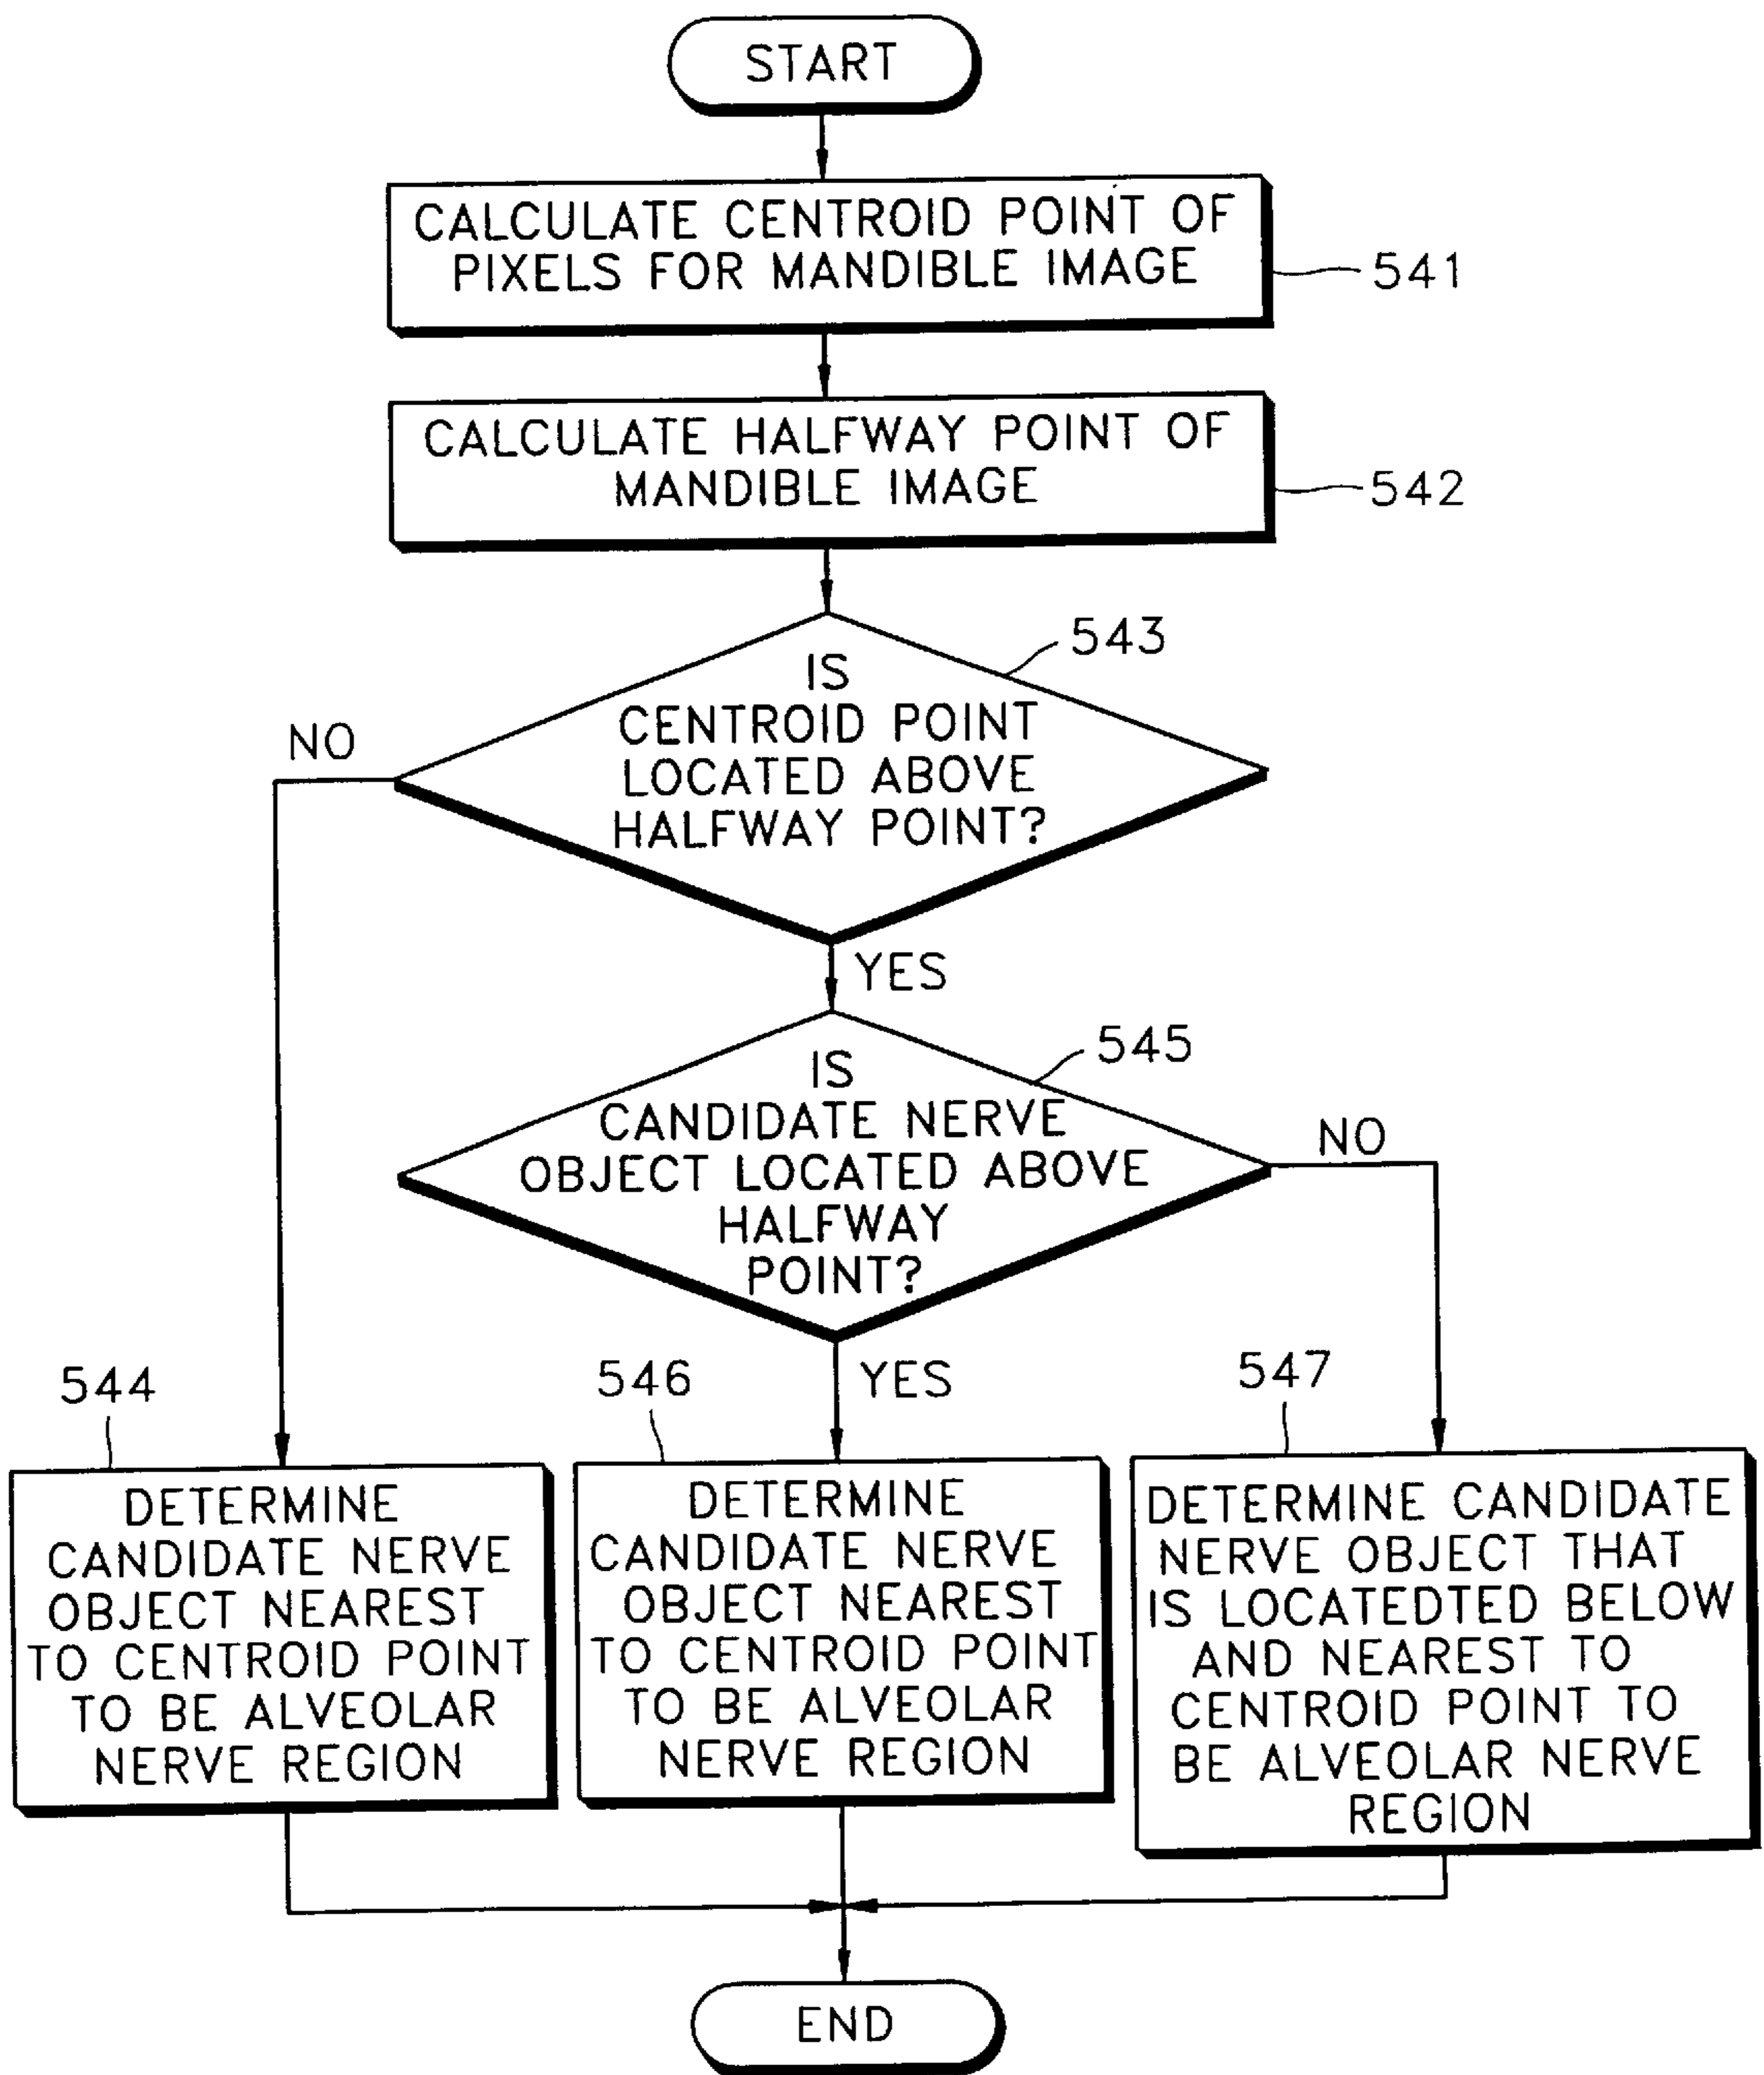 START
CALCULATE CENTROID POINT OF
PIXELS FOR MANDIBLE IMAGE
541
CALCULATE HALFWAY POINT OF
MANDIBLE IMAGE
542
543
IS
CENTROID POINT
LOCATED ABOVE
HALFWAY POINT?
NO
YES
545
IS
CANDIDATE NERVE
OBJECT LOCATED ABOVE
HALFWAY
POINT?
NO
YES
544
DETERMINE
CANDIDATE NERVE
OBJECT NEAREST
TO CENTROID POINT
TO BE ALVEOLAR
NERVE REGION
546
DETERMINE
CANDIDATE NERVE
OBJECT NEAREST
TO CENTROID POINT
TO BE ALVEOLAR
NERVE REGION
547
DETERMINE CANDIDATE
NERVE OBJECT THAT
IS LOCATEDTED BELOW
AND NEAREST TO
CENTROID POINT TO
BE ALVEOLAR NERVE
REGION
END